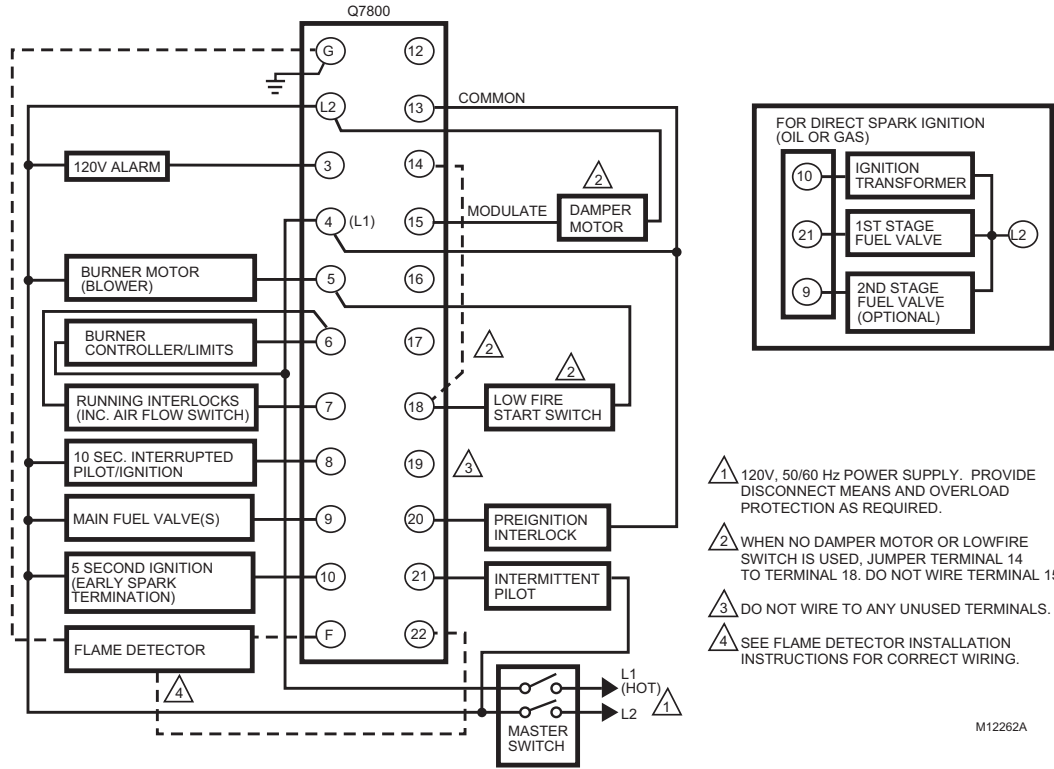 Q7800
G
12
L2
13
COMMON
120V ALARM
3
14
2
4
(L1)
15
MODULATE
DAMPER
MOTOR
BURNER MOTOR
(BLOWER)
5
16
BURNER
CONTROLLER/LIMITS
6
17
2
2
RUNNING INTERLOCKS
(INC. AIR FLOW SWITCH)
7
18
LOW FIRE
START SWITCH
10 SEC. INTERRUPTED
PILOT/IGNITION
8
19
3
MAIN FUEL VALVE(S)
9
20
PREIGNITION
INTERLOCK
5 SECOND IGNITION
(EARLY SPARK
TERMINATION)
10
21
INTERMITTENT
PILOT
FLAME DETECTOR
F
22
4
L1
(HOT)
L2
1
MASTER
SWITCH
FOR DIRECT SPARK IGNITION
(OIL OR GAS)
10
IGNITION
TRANSFORMER
21
1ST STAGE
FUEL VALVE
L2
9
2ND STAGE
FUEL VALVE
(OPTIONAL)
1 120V, 50/60 Hz POWER SUPPLY. PROVIDE
DISCONNECT MEANS AND OVERLOAD
PROTECTION AS REQUIRED.
2 WHEN NO DAMPER MOTOR OR LOWFIRE
SWITCH IS USED, JUMPER TERMINAL 14
TO TERMINAL 18. DO NOT WIRE TERMINAL 15
3 DO NOT WIRE TO ANY UNUSED TERMINALS.
4 SEE FLAME DETECTOR INSTALLATION
INSTRUCTIONS FOR CORRECT WIRING.
M12262A